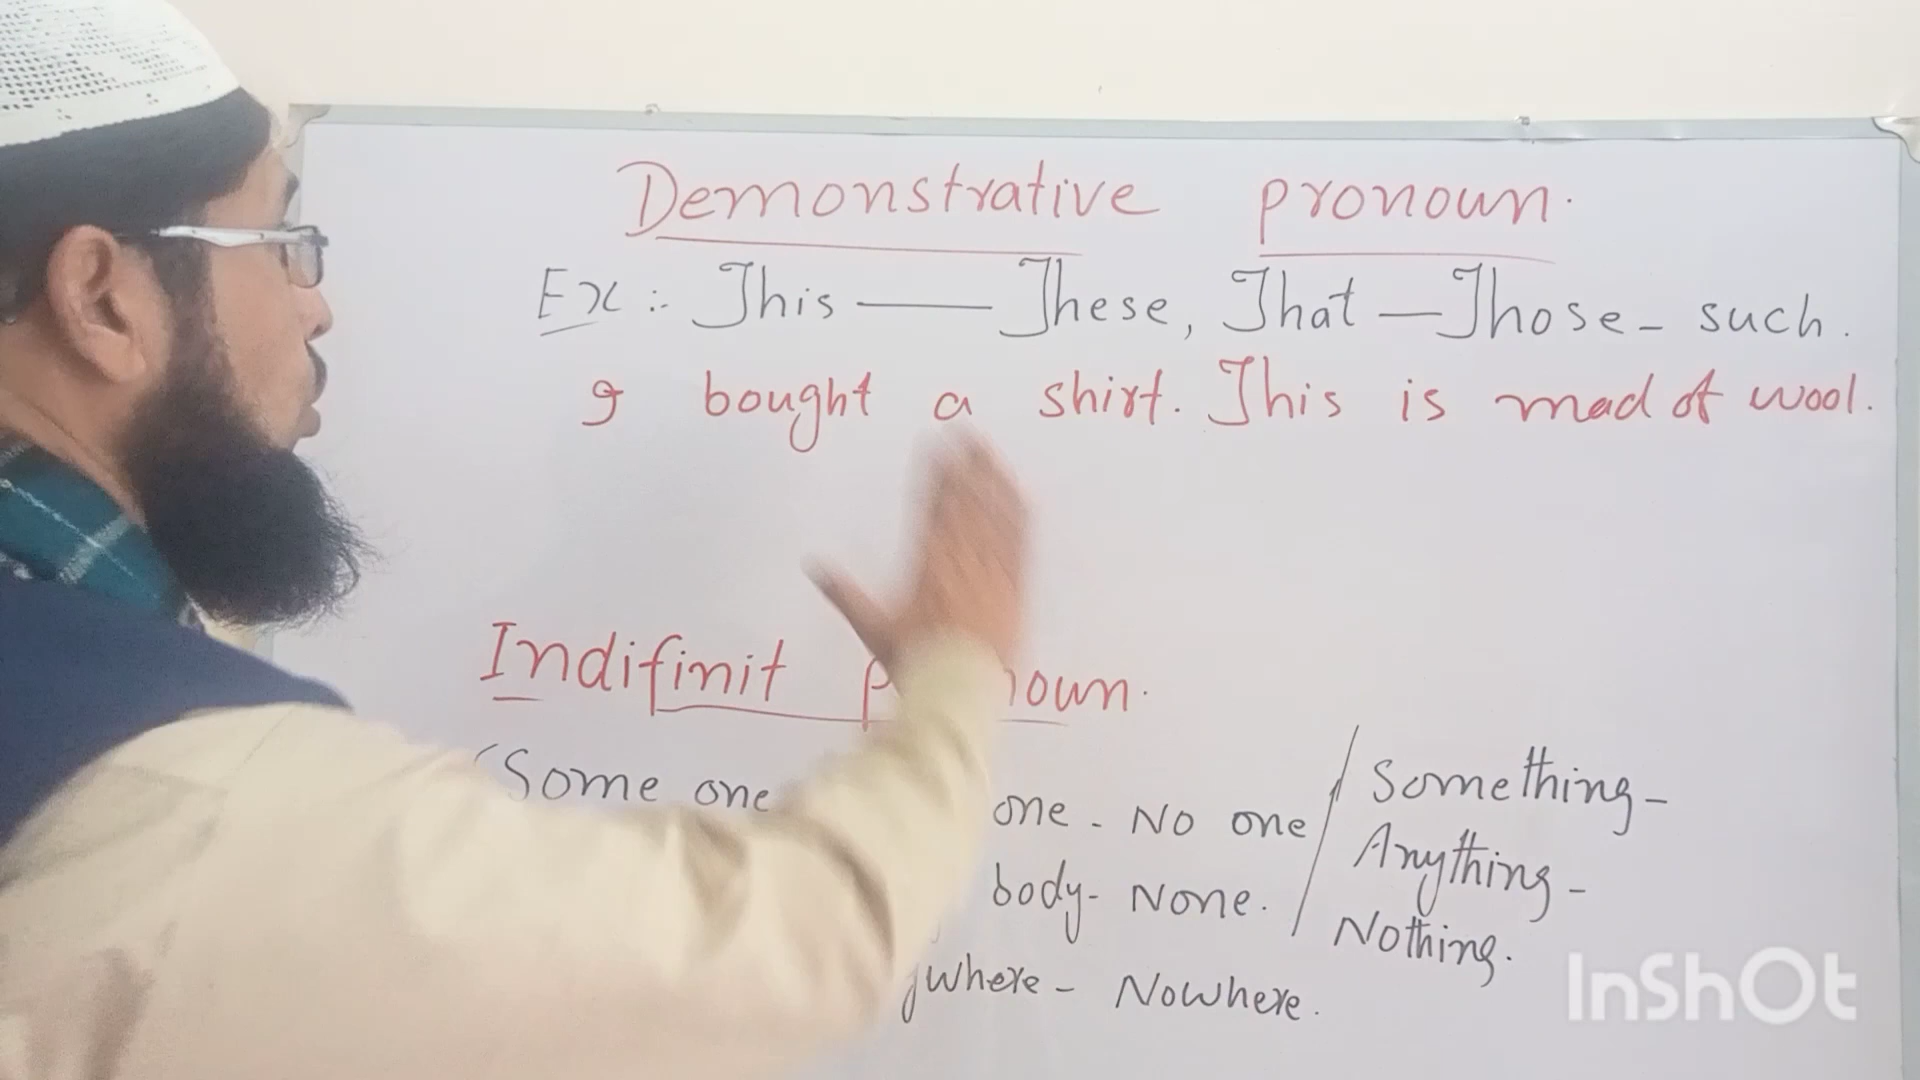 Demonstrative pronoun.
Ex :- This — These, That — Those - such.
I bought a shirt. This is mad of wool.
Indifinit
(Some one one - No one / Something -
body - None. Anything -
Nothing.
where - Nowhere.
InShOt